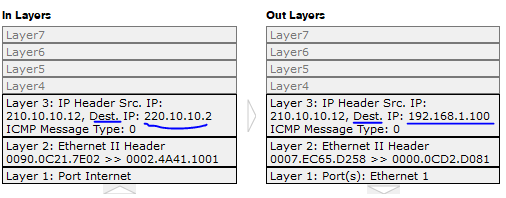 In Layers
Layer7
Layer6
Layer5
Layer4
Layer 3: IP Header Src. IP:
210.10.10.12, Dest. IP: 220.10.10.2
ICMP Message Type: 0
Layer 2: Ethernet II Header
0090.0C21.7E02 >> 0002.4A41.1001
Layer 1: Port Internet
Out Layers
Layer7
Layer6
Layer5
Layer4
Layer 3: IP Header Src. IP:
210.10.10.12, Dest. IP: 192.168.1.100
ICMP Message Type: 0
Layer 2: Ethernet II Header
0007.EC65.D258 >> 0000.0CD2.D081
Layer 1: Port(s): Ethernet 1